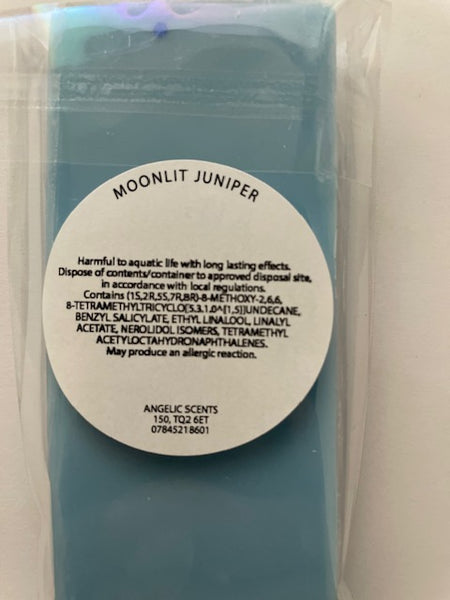 MOONLIT JUNIPER
Harmful to aquatic life with long lasting effects.
Dispose of contents/container to approved disposal site,
in accordance with local regulations.
Contains (1S,2R,5S,7R,8R)-8-METHOXY-2,6,6,
8-TETRAMETHYLTRICYCLO[5.3.1.0^[1,5]]UNDECANE,
BENZYL SALICYLATE, ETHYL LINALOOL, LINALYL
ACETATE, NEROLIDOL ISOMERS, TETRAMETHYL
ACETYLOCTAHYDRONAPHTHALENES.
May produce an allergic reaction.
ANGELIC SCENTS
150, TQ2 6ET
07845218601